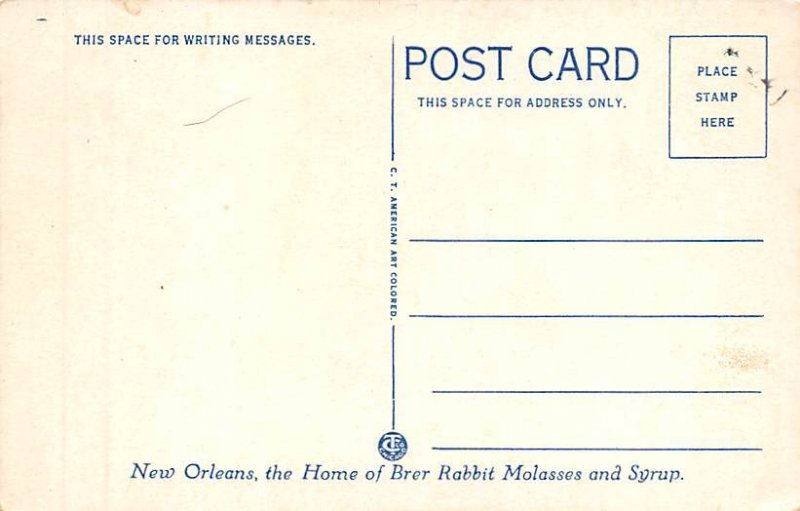 THIS SPACE FOR WRITING MESSAGES.
POST CARD
THIS SPACE FOR ADDRESS ONLY.
PLACE
STAMP
HERE
C. T. AMERICAN ART COLORED.
New Orleans, the Home of Brer Rabbit Molasses and Syrup.